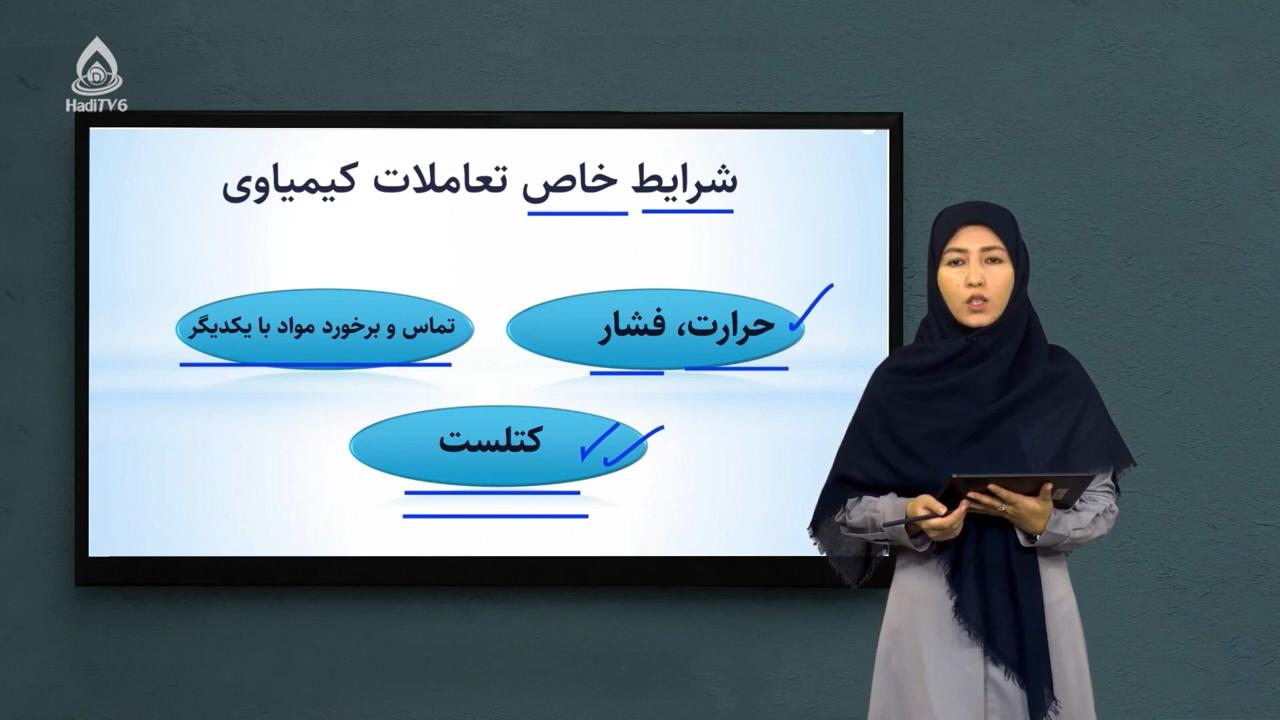 HadiTV6
شرایط خاص تعاملات کیمیاوی
حرارت، فشار
تماس و برخورد مواد با یکدیگر
کتلست